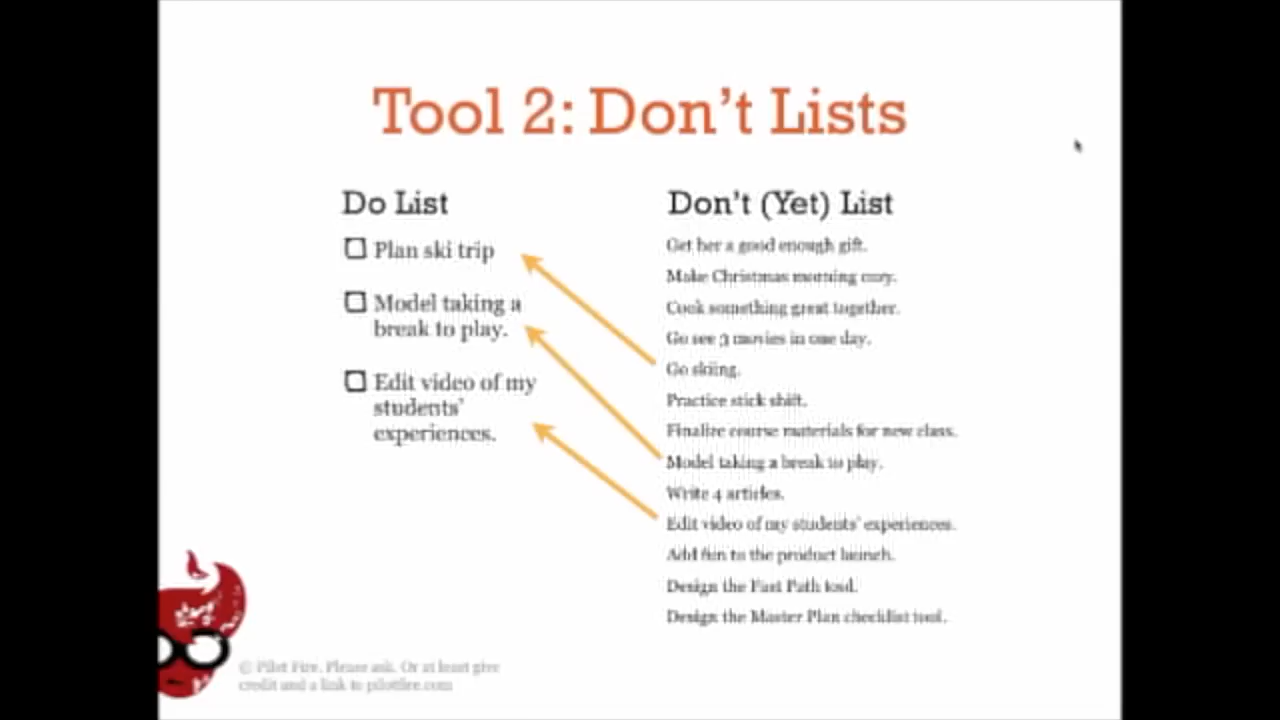 Tool 2: Don't Lists
Do List
Plan ski trip
Model taking a
break to play.
Edit video of my
students'
experiences.
Don't (Yet) List
Get her a good enough gift.
Make Christmas morning cozy.
Cook something great together.
Go see 3 movies in one day.
Go skiing.
Practice stick shift.
Finalize course materials for new class.
Model taking a break to play.
Write 4 articles.
Edit video of my students' experiences.
Add fun to the product launch.
Design the Fast Path tool.
Design the Master Plan checklist tool.
© Pilot Fire. Please ask. Or at least give
credit and a link to pilotfire.com